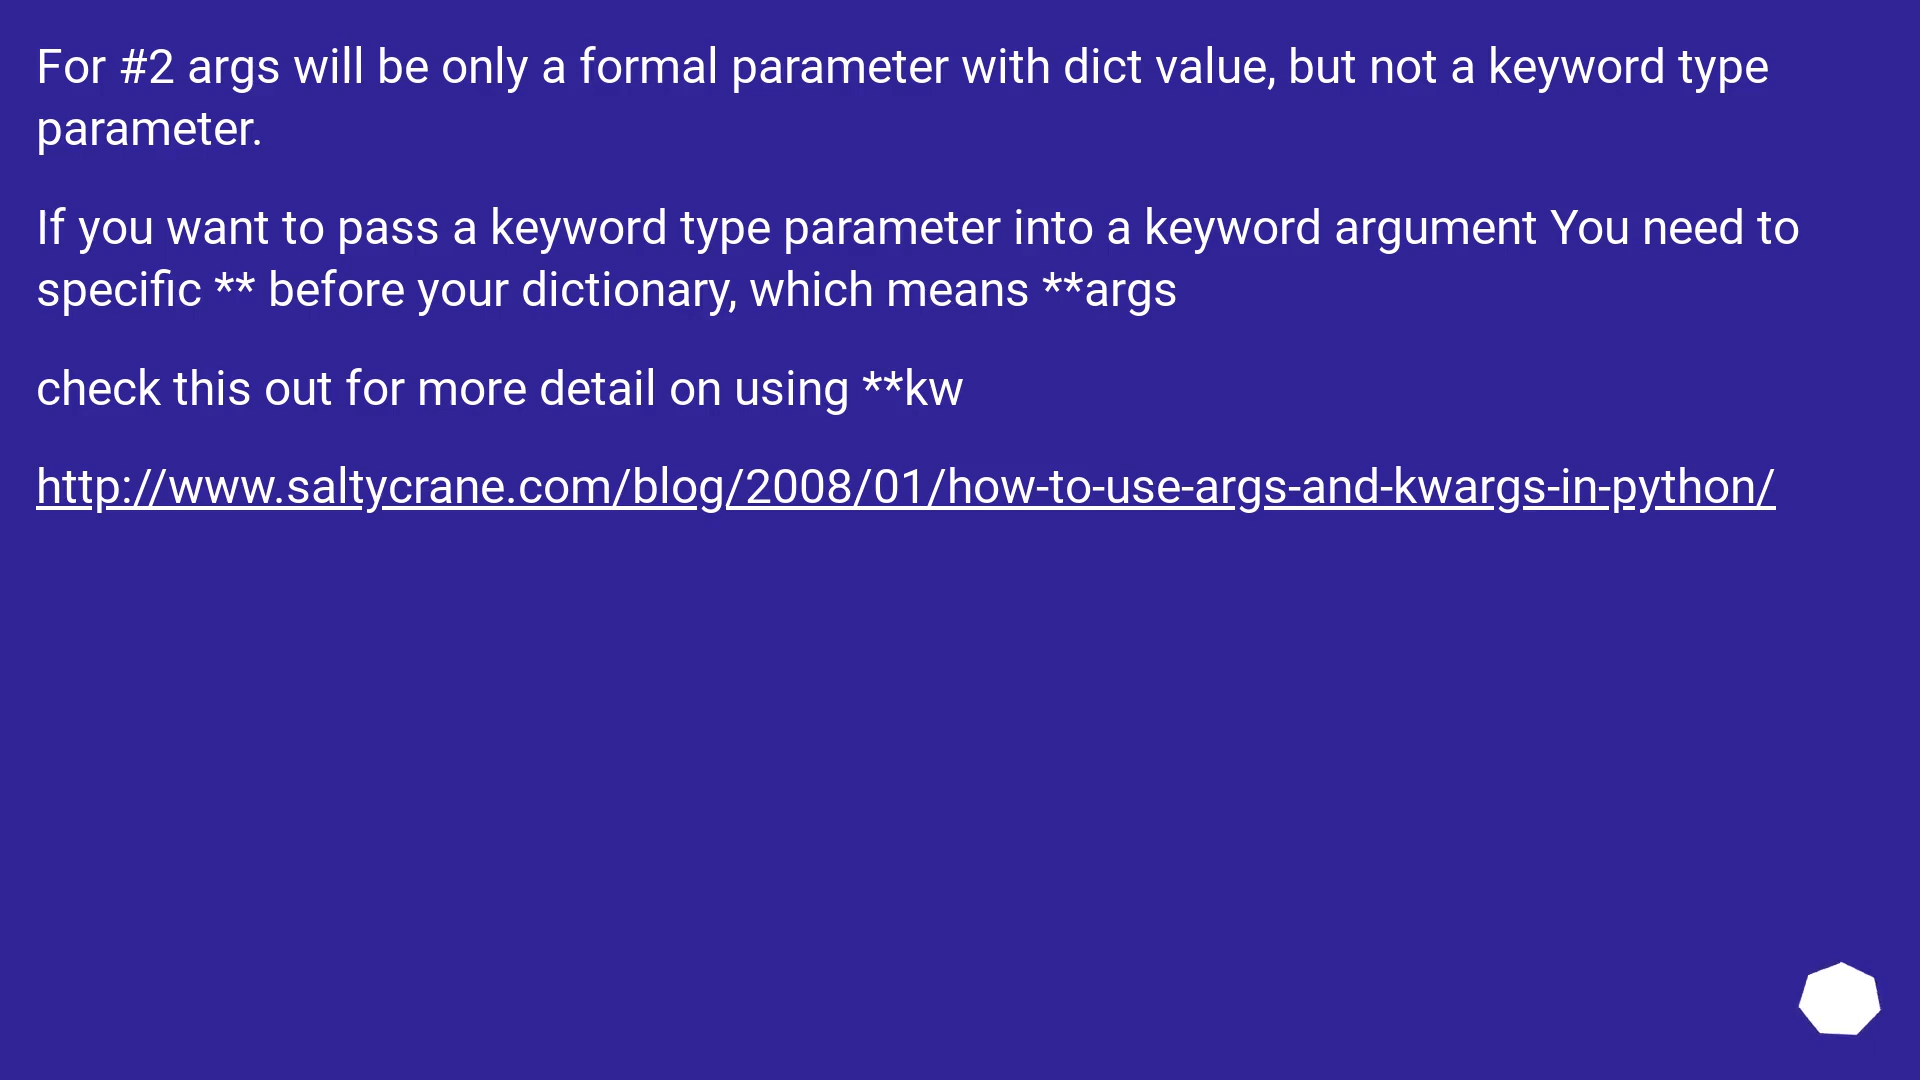 For #2 args will be only a formal parameter with dict value, but not a keyword type
parameter.
If you want to pass a keyword type parameter into a keyword argument You need to
specific ** before your dictionary, which means **args
check this out for more detail on using **kw
http://www.saltycrane.com/blog/2008/01/how-to-use-args-and-kwargs-in-python/